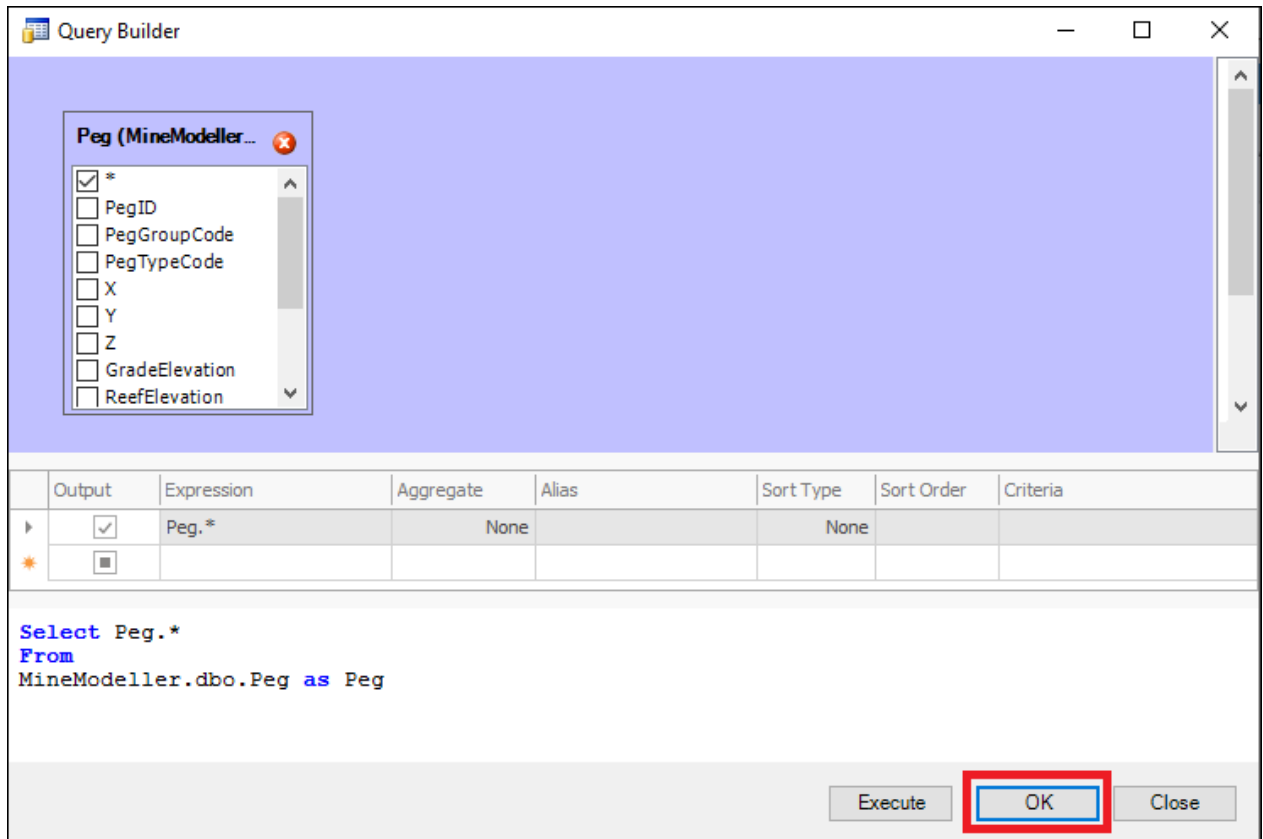 Query Builder
Peg (MineModeller...
*
PegID
PegGroupCode
PegTypeCode
X
Y
Z
GradeElevation
ReefElevation
Output Expression Aggregate Alias Sort Type Sort Order Criteria
Peg.* None None
Select Peg.*
From
MineModeller.dbo.Peg as Peg
Execute OK Close